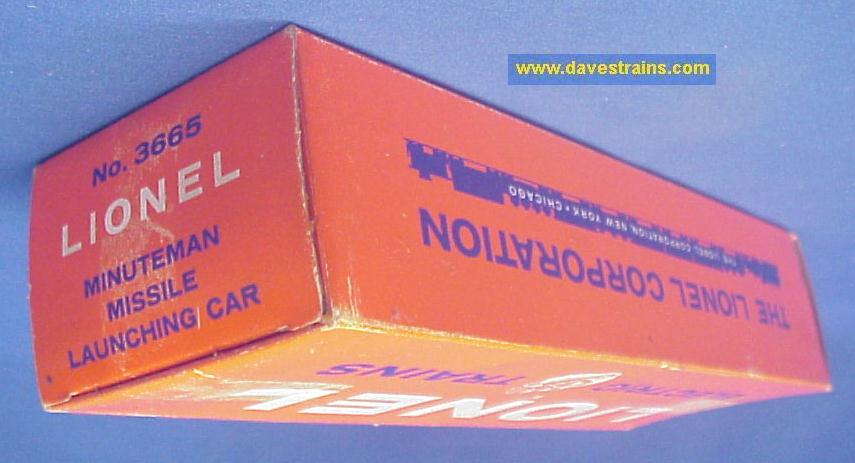 www.davestrains.com
No. 3665
LIONEL
MINUTEMAN
MISSILE
LAUNCHING CAR
THE LIONEL CORPORATION
THE LIONEL CORPORATION, NEW YORK • CHICAGO
LIONEL
TRAINS